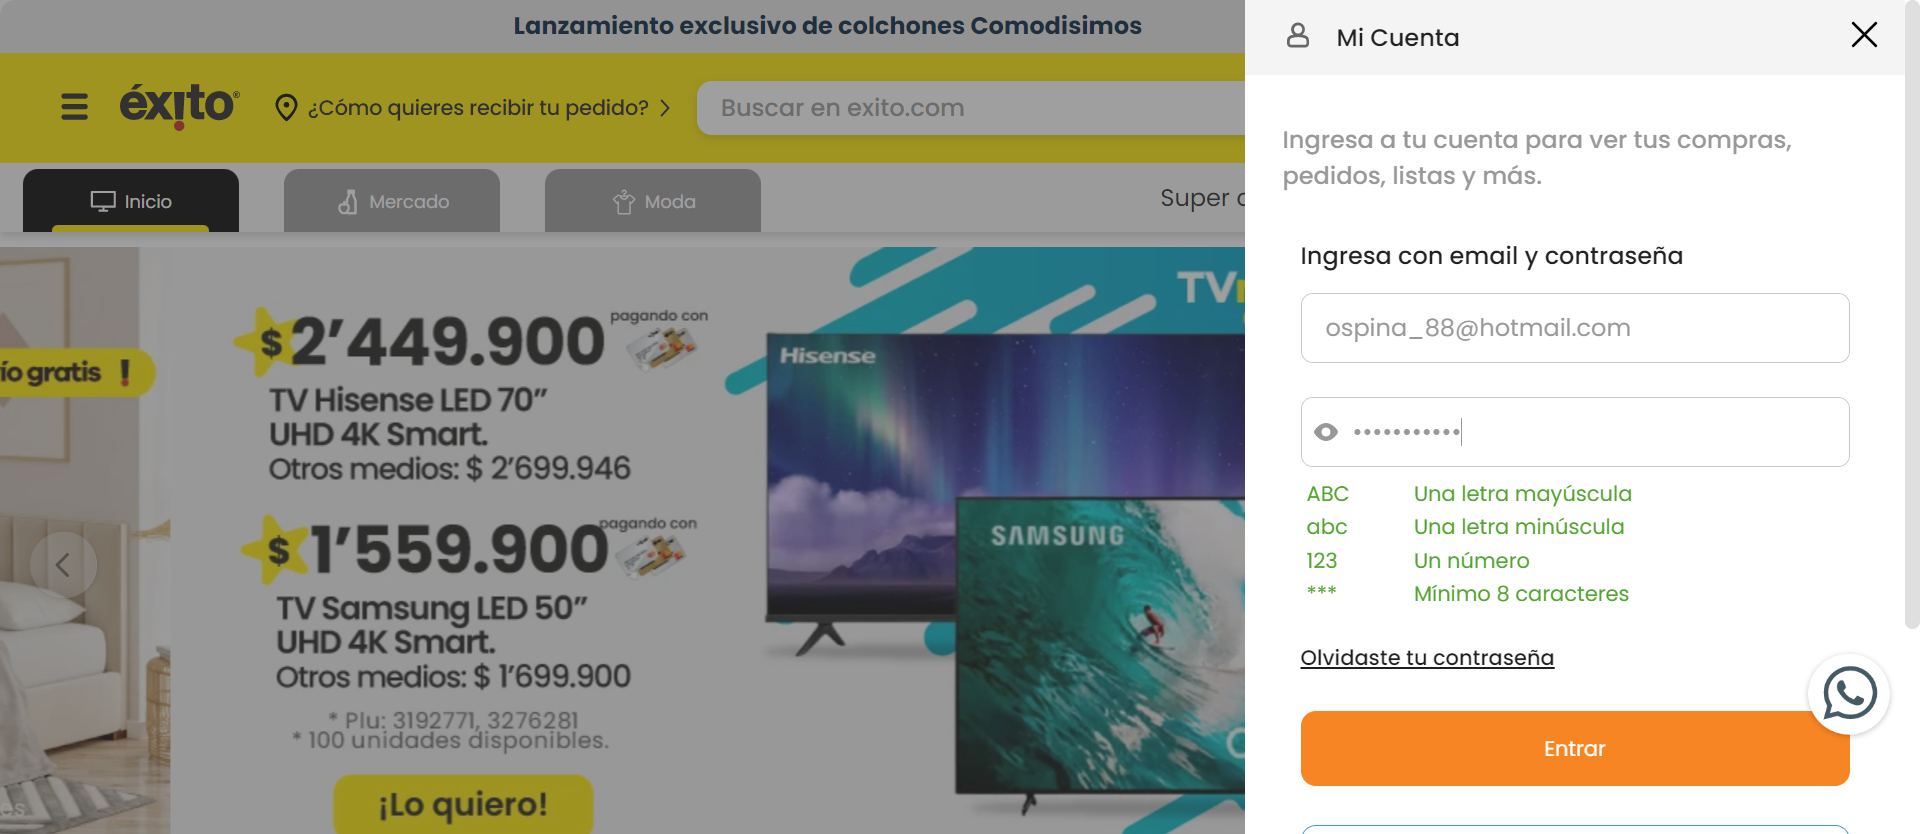 Lanzamiento exclusivo de colchones Comodisimos
éxito
¿Cómo quieres recibir tu pedido?
Buscar en exito.com
Inicio
Mercado
Moda
Super
ío gratis !
$ 2'449.900
pagando con
TV Hisense LED 70”
UHD 4K Smart.
Otros medios: $ 2’699.946
$ 1'559.900
pagando con
TV Samsung LED 50”
UHD 4K Smart.
Otros medios: $ 1’699.900
* Plu: 3192771, 3276281
* 100 unidades disponibles.
¡Lo quiero!
es
TV
Hisense
SAMSUNG
Mi Cuenta
Ingresa a tu cuenta para ver tus compras,
pedidos, listas y más.
Ingresa con email y contraseña
ospina_88@hotmail.com
•••••••••••
ABC Una letra mayúscula
abc Una letra minúscula
123 Un número
*** Mínimo 8 caracteres
Olvidaste tu contraseña
Entrar